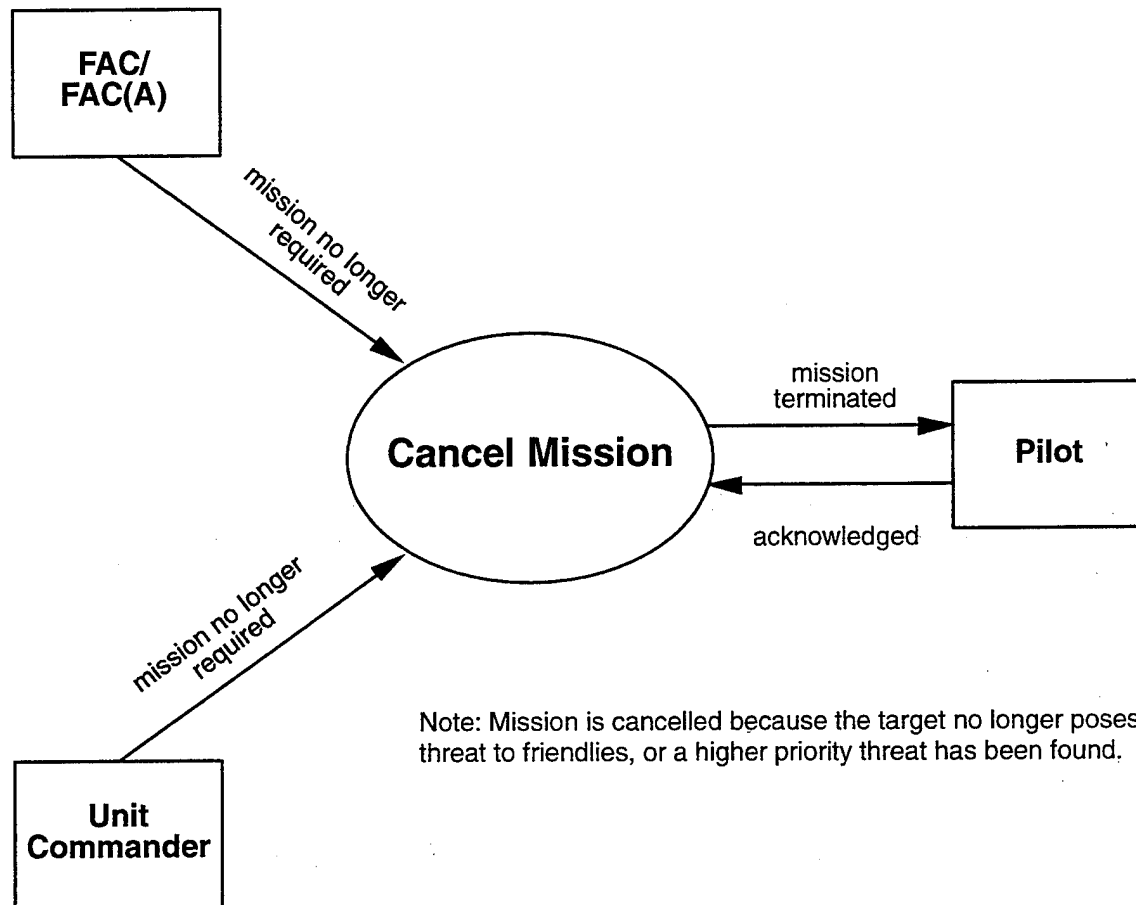 FAC/
FAC(A)
mission no longer
required
mission
terminated
Cancel Mission
Pilot
acknowledged
mission no longer
required
Note: Mission is cancelled because the target no longer poses
threat to friendlies, or a higher priority threat has been found.
Unit
Commander